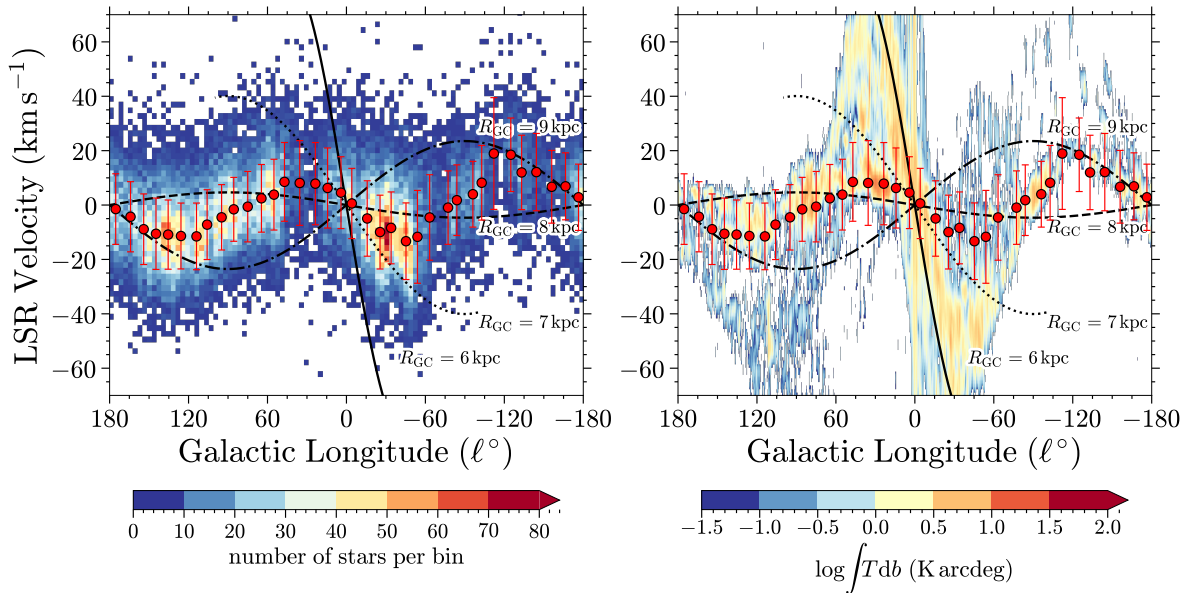 LSR Velocity (km s⁻¹)
60
40
20
0
−20
−40
−60
R_GC = 9 kpc
R_GC = 8 kpc
R_GC = 7 kpc
R_GC = 6 kpc
180 120 60 0 −60 −120 −180
Galactic Longitude (ℓ°)
0 10 20 30 40 50 60 70 80
number of stars per bin
60
40
20
0
−20
−40
−60
R_GC = 9 kpc
R_GC = 8 kpc
R_GC = 7 kpc
R_GC = 6 kpc
180 120 60 0 −60 −120 −180
Galactic Longitude (ℓ°)
−1.5 −1.0 −0.5 0.0 0.5 1.0 1.5 2.0
log ∫ T db (K arcdeg)